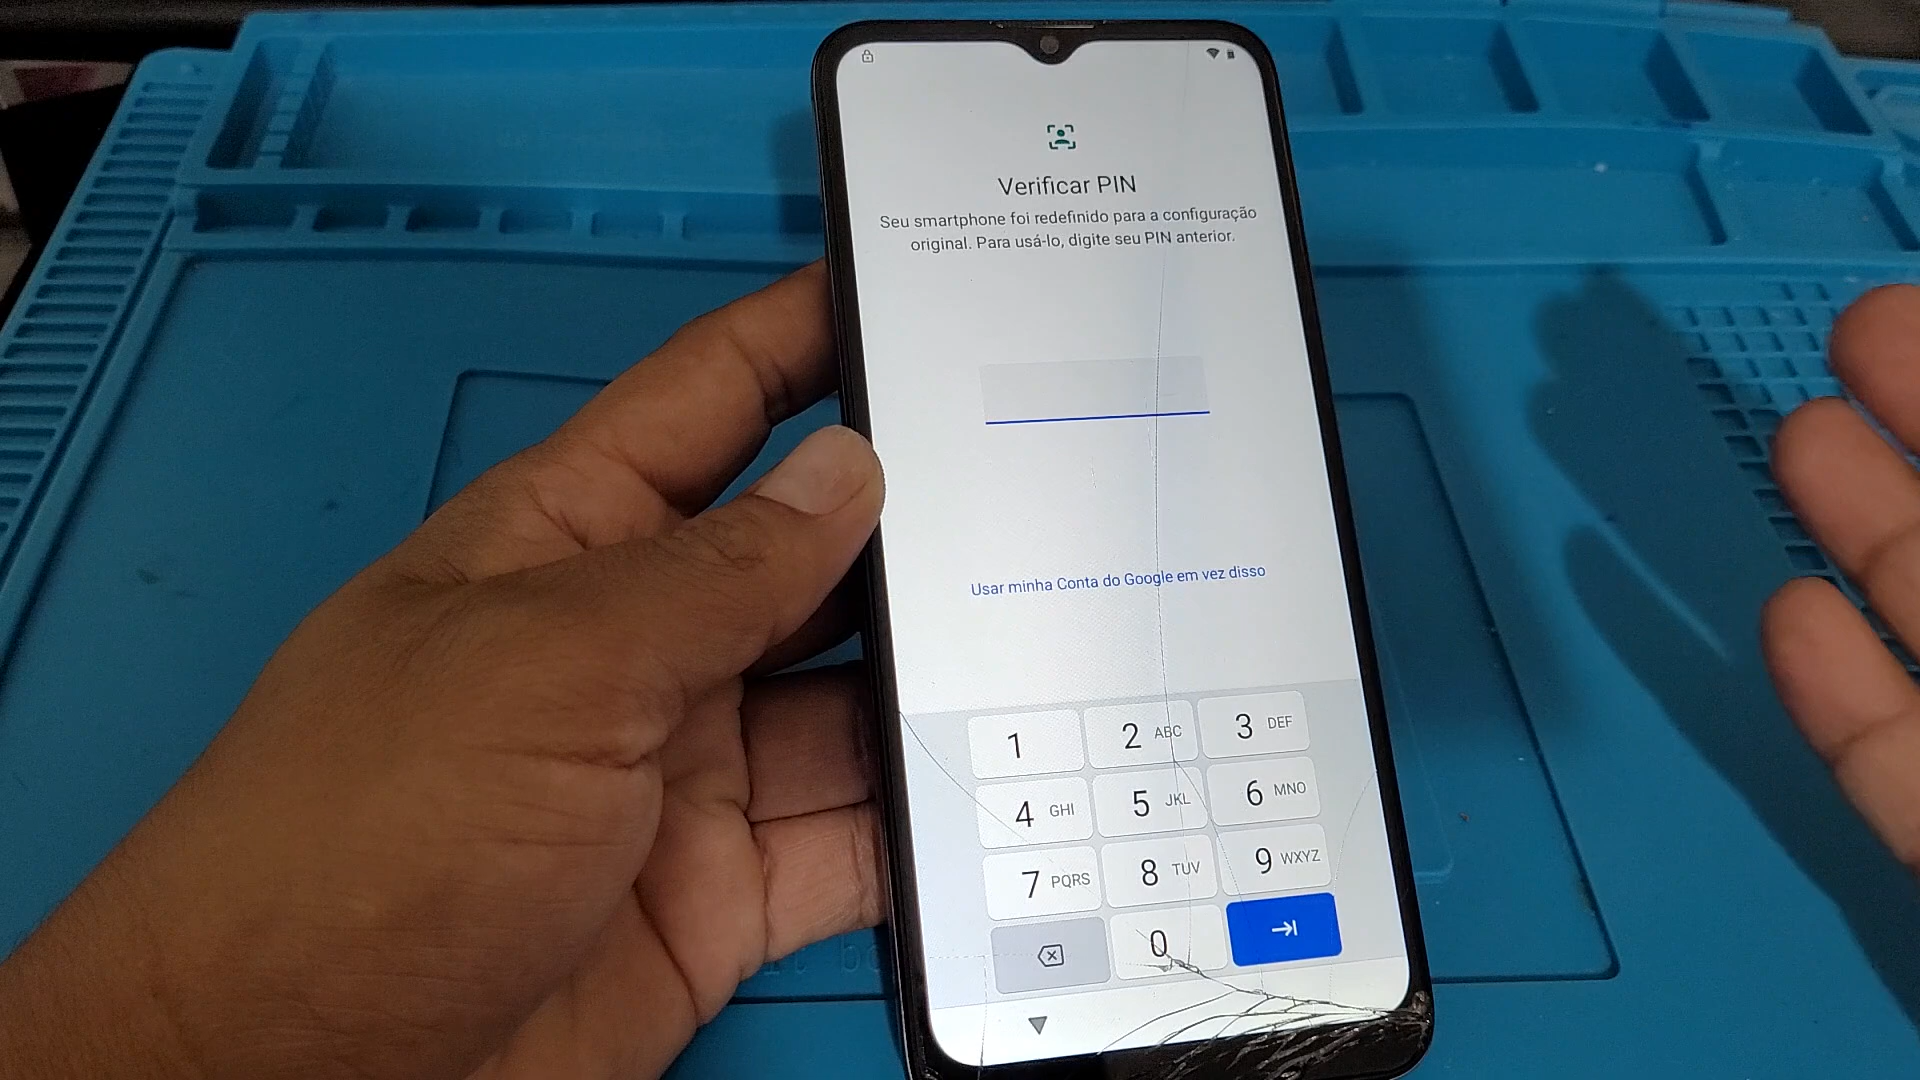 Verificar PIN
Seu smartphone foi redefinido para a configuração
original. Para usá-lo, digite seu PIN anterior.
Usar minha Conta do Google em vez disso
1
2 ABC
3 DEF
4 GHI
5 JKL
6 MNO
7 PQRS
8 TUV
9 WXYZ
0